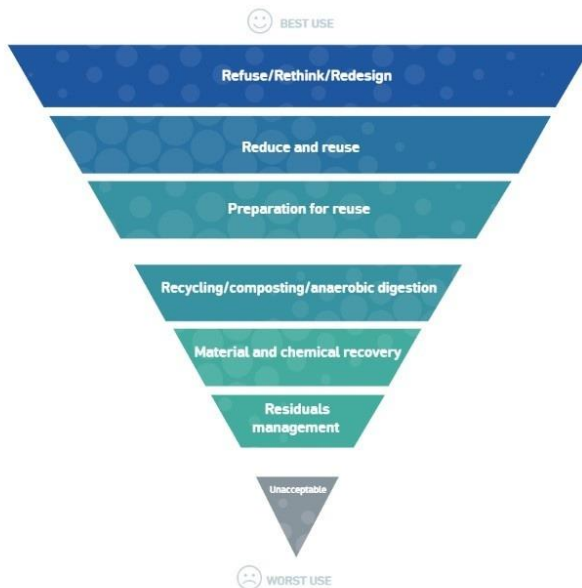 BEST USE
Refuse/Rethink/Redesign
Reduce and reuse
Preparation for reuse
Recycling/composting/anaerobic digestion
Material and chemical recovery
Residuals
management
Unacceptable
WORST USE